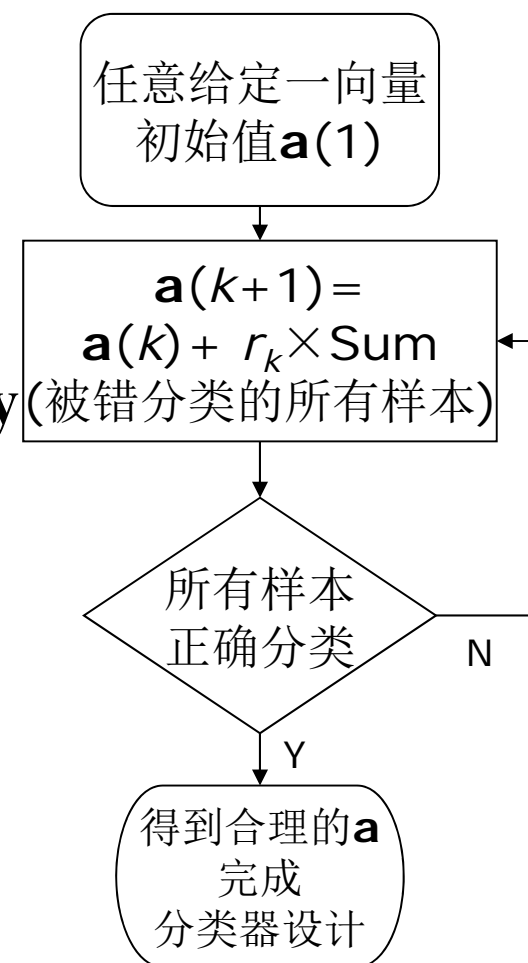 任意给定一向量
初始值a(1)
a(k+1)=
a(k)+ rₖ×Sum
y(被错分类的所有样本)
所有样本
正确分类
N
Y
得到合理的a
完成
分类器设计